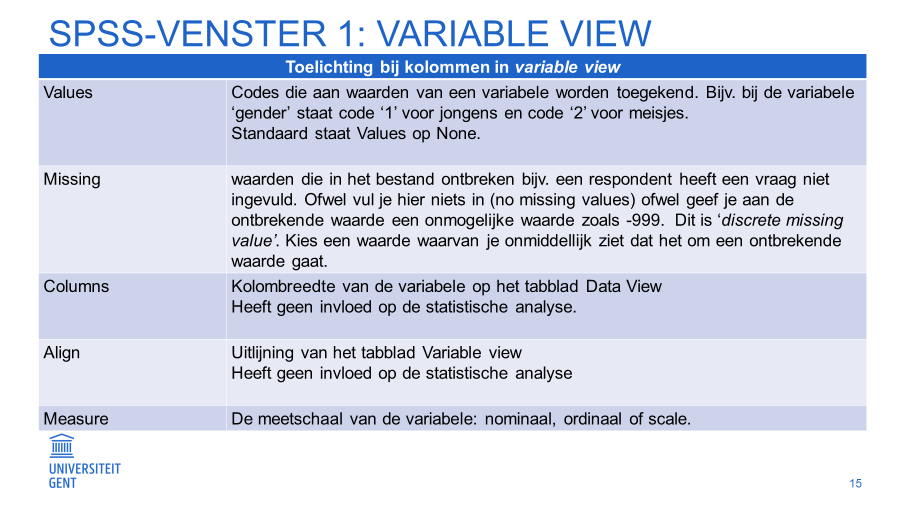 SPSS-VENSTER 1: VARIABLE VIEW
Toelichting bij kolommen in variable view
Values
Codes die aan waarden van een variabele worden toegekend. Bijv. bij de variabele
‘gender’ staat code ‘1’ voor jongens en code ‘2’ voor meisjes.
Standaard staat Values op None.
Missing
waarden die in het bestand ontbreken bijv. een respondent heeft een vraag niet
ingevuld. Ofwel vul je hier niets in (no missing values) ofwel geef je aan de
ontbrekende waarde een onmogelijke waarde zoals -999. Dit is ‘discrete missing
value’. Kies een waarde waarvan je onmiddellijk ziet dat het om een ontbrekende
waarde gaat.
Columns
Kolombreedte van de variabele op het tabblad Data View
Heeft geen invloed op de statistische analyse.
Align
Uitlijning van het tabblad Variable view
Heeft geen invloed op de statistische analyse
Measure
De meetschaal van de variabele: nominaal, ordinaal of scale.
UNIVERSITEIT
GENT
15